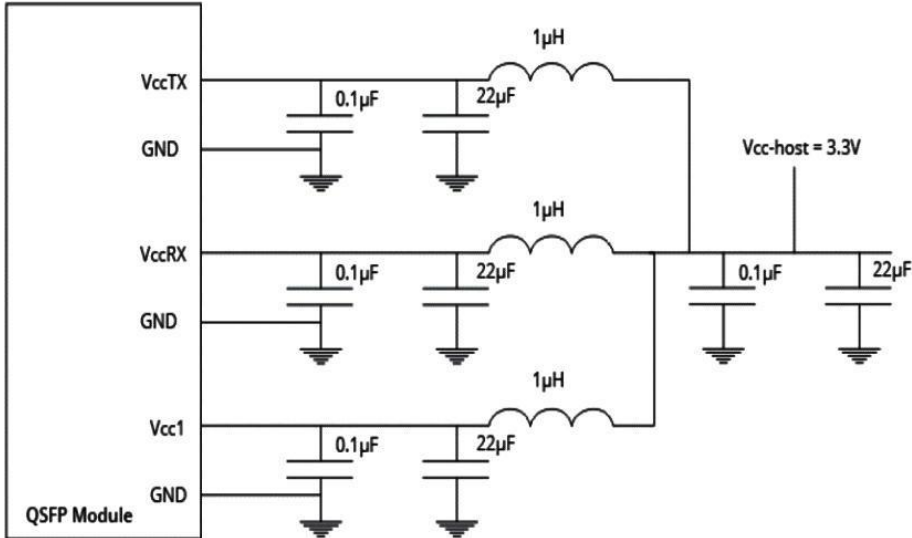 1µH
VccTX
0.1µF
22µF
GND
Vcc-host = 3.3V
1µH
VccRX
0.1µF
22µF
0.1µF
22µF
GND
1µH
Vcc1
0.1µF
22µF
GND
QSFP Module